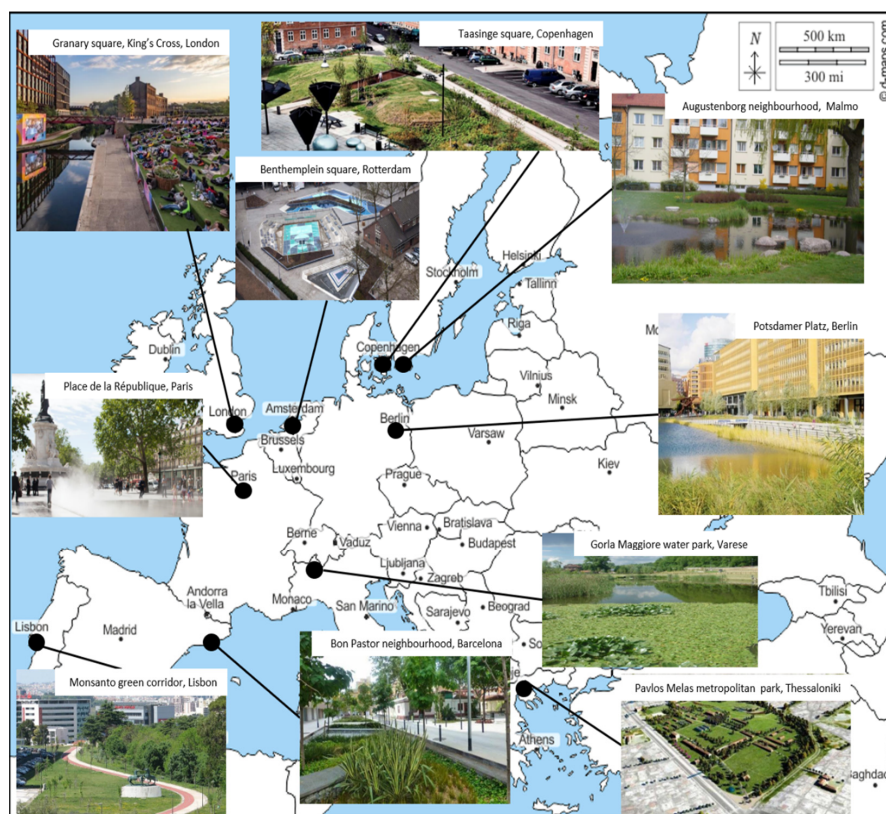 Granary square, King's Cross, London
Taasinge square, Copenhagen
N
500 km
300 mi
© d-maps.com
Augustenborg neighbourhood, Malmo
Benthemplein square, Rotterdam
Helsinki
Stockholm
Tallinn
Riga
Dublin
Copenhagen
Potsdamer Platz, Berlin
Vilnius
Minsk
Place de la République, Paris
London
Amsterdam
Berlin
Brussels
Warsaw
Luxembourg
Kiev
Paris
Prague
Vienna
Bratislava
Berne
Vaduz
Budapest
Gorla Maggiore water park, Varese
Ljubljana
Zagreb
Andorra
la Vella
Monaco
San Marino
Beograd
Tbilisi
Lisbon
Madrid
Sarajevo
Yerevan
Bon Pastor neighbourhood, Barcelona
So
je
Monsanto green corridor, Lisbon
Pavlos Melas metropolitan park, Thessaloniki
Athens
Baghdad